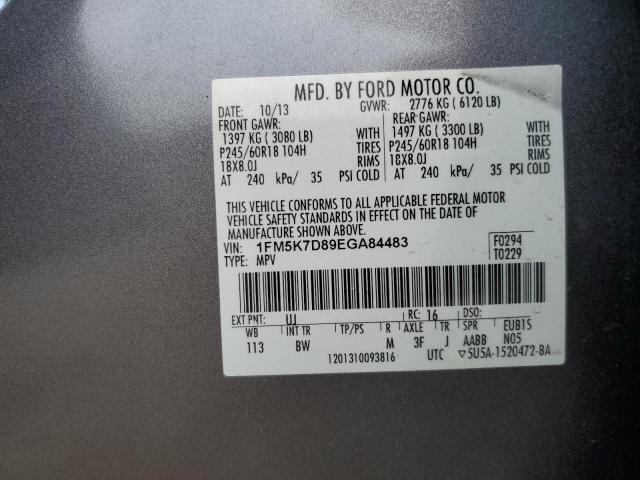 MFD. BY FORD MOTOR CO.
DATE: 10/13 GVWR: 2776 KG ( 6120 LB)
FRONT GAWR: REAR GAWR:
1397 KG ( 3080 LB) WITH 1497 KG ( 3300 LB) WITH
P245/60R18 104H TIRES P245/60R18 104H TIRES
18X8.0J RIMS 18X8.0J RIMS
AT 240 kPa/ 35 PSI COLD AT 240 kPa/ 35 PSI COLD
THIS VEHICLE CONFORMS TO ALL APPLICABLE FEDERAL MOTOR
VEHICLE SAFETY STANDARDS IN EFFECT ON THE DATE OF
MANUFACTURE SHOWN ABOVE.
VIN: 1FM5K7D89EGA84483 F0294
TYPE: MPV T0229
EXT PNT: UJ RC: 16 DSO:
WB INT TR TP/PS R AXLE TR SPR EUB1S
113 BW M 3F J AABB N05
1201310093816 UTC ▽5U5A-1520472-BA